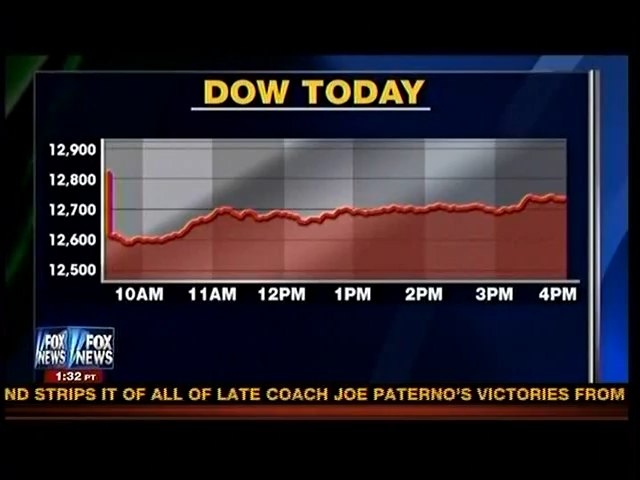 DOW TODAY
12,900
12,800
12,700
12,600
12,500
10AM 11AM 12PM 1PM 2PM 3PM 4PM
FOX NEWS FOX NEWS
1:32 PT
ND STRIPS IT OF ALL OF LATE COACH JOE PATERNO'S VICTORIES FROM